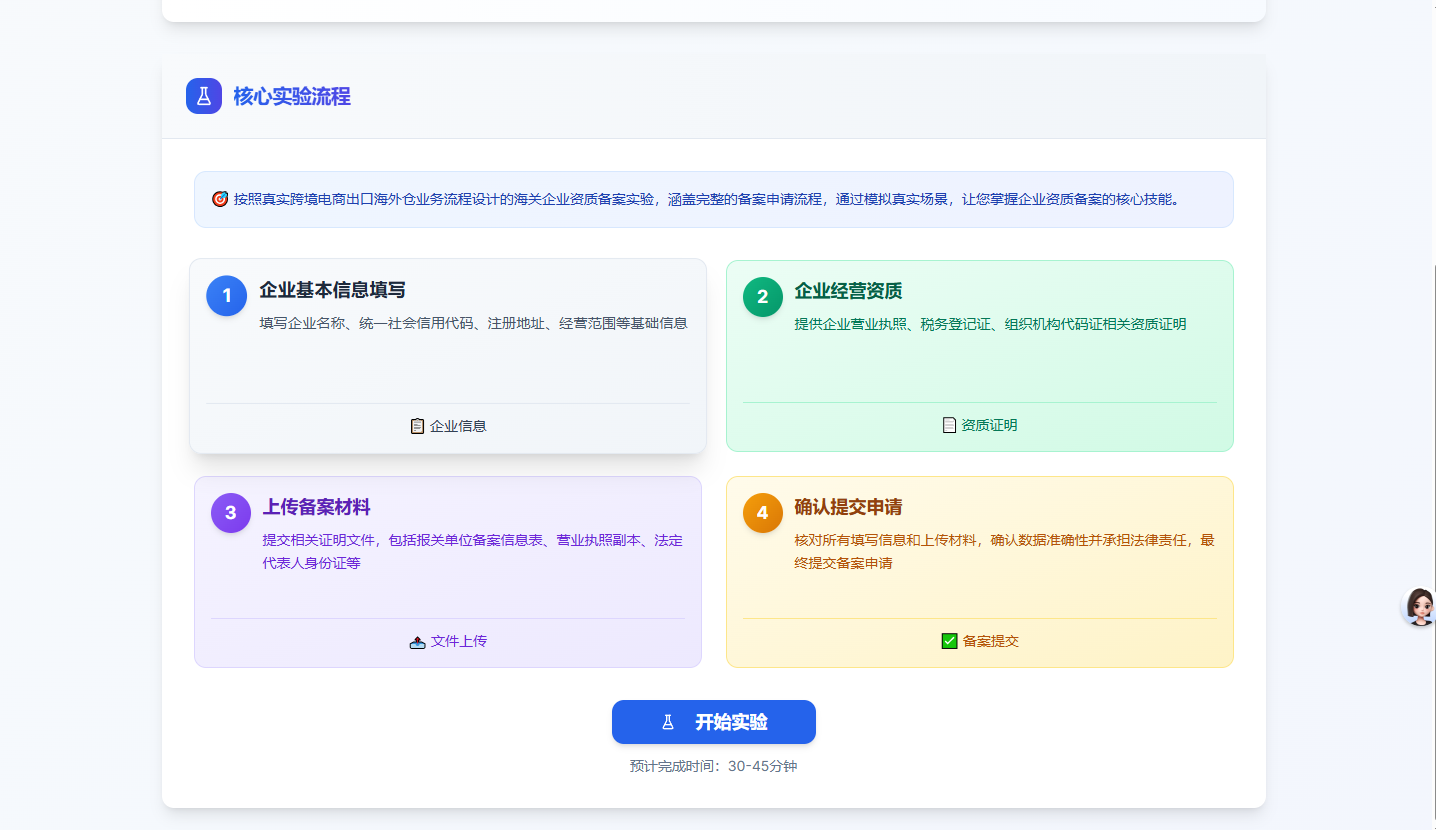 核心实验流程
🎯 按照真实跨境电商出口海外仓业务流程设计的海关企业资质备案实验，涵盖完整的备案申请流程，通过模拟真实场景，让您掌握企业资质备案的核心技能。
1
企业基本信息填写
填写企业名称、统一社会信用代码、注册地址、经营范围等基础信息
📋 企业信息
2
企业经营资质
提供企业营业执照、税务登记证、组织机构代码证相关资质证明
📄 资质证明
3
上传备案材料
提交相关证明文件，包括报关单位备案信息表、营业执照副本、法定
代表人身份证等
📤 文件上传
4
确认提交申请
核对所有填写信息和上传材料，确认数据准确性并承担法律责任，最
终提交备案申请
✅ 备案提交
开始实验
预计完成时间：30-45分钟